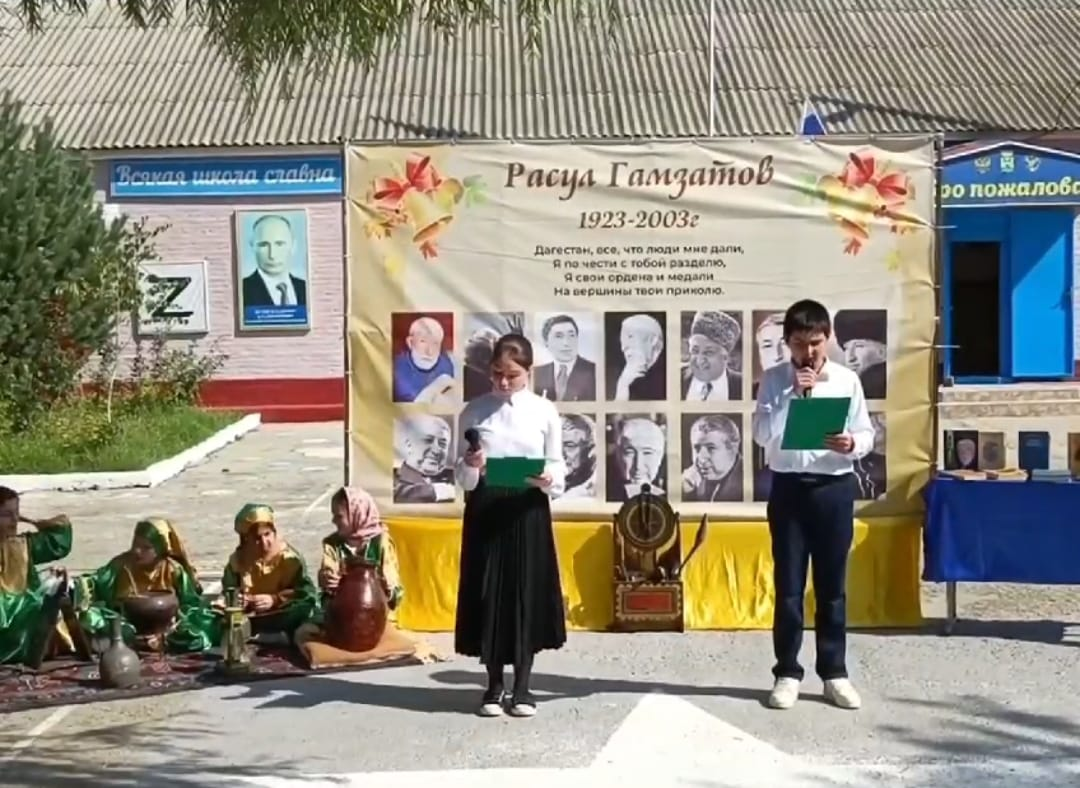 Всякая школа славна
Расул Гамзатов
1923-2003г
Дагестан, все, что люди мне дали,
Я по чести с тобой разделю,
Я свои ордена и медали
На вершины твои приколю.
ро пожалова
Z